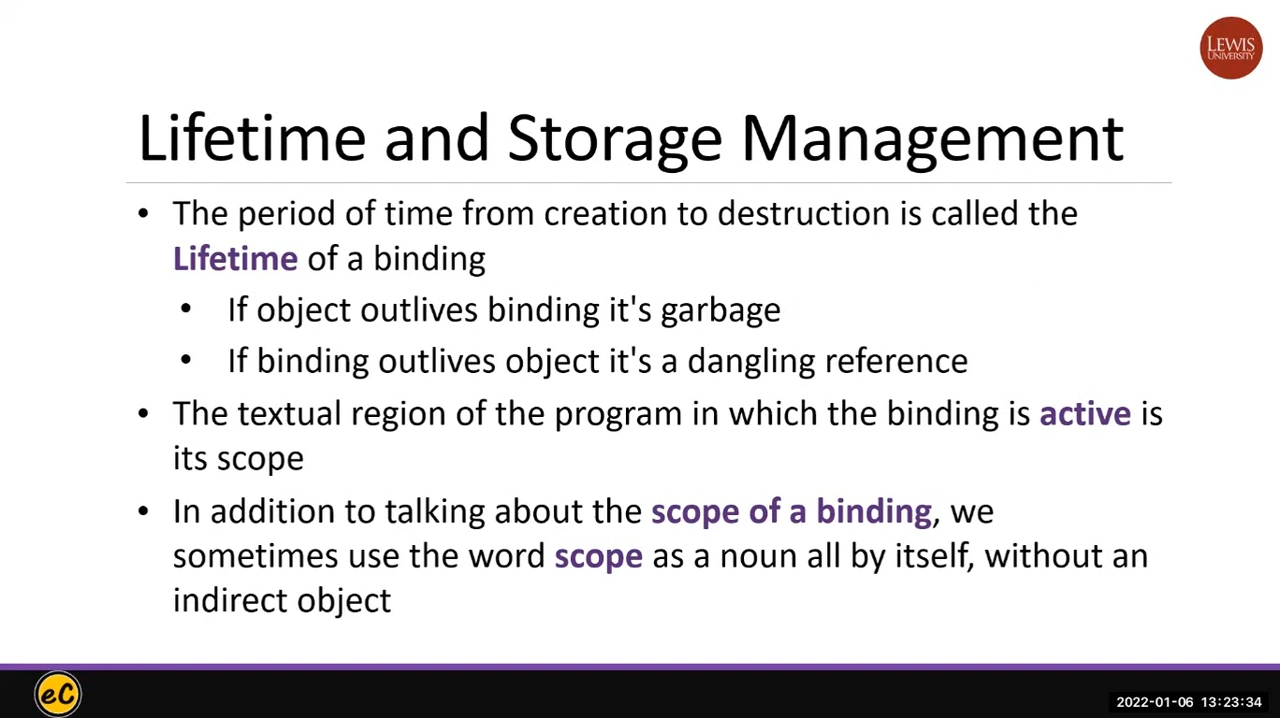 LEWIS
UNIVERSITY
Lifetime and Storage Management
• The period of time from creation to destruction is called the
Lifetime of a binding
• If object outlives binding it's garbage
• If binding outlives object it's a dangling reference
• The textual region of the program in which the binding is active is
its scope
• In addition to talking about the scope of a binding, we
sometimes use the word scope as a noun all by itself, without an
indirect object
eC
2022-01-06 13:23:34